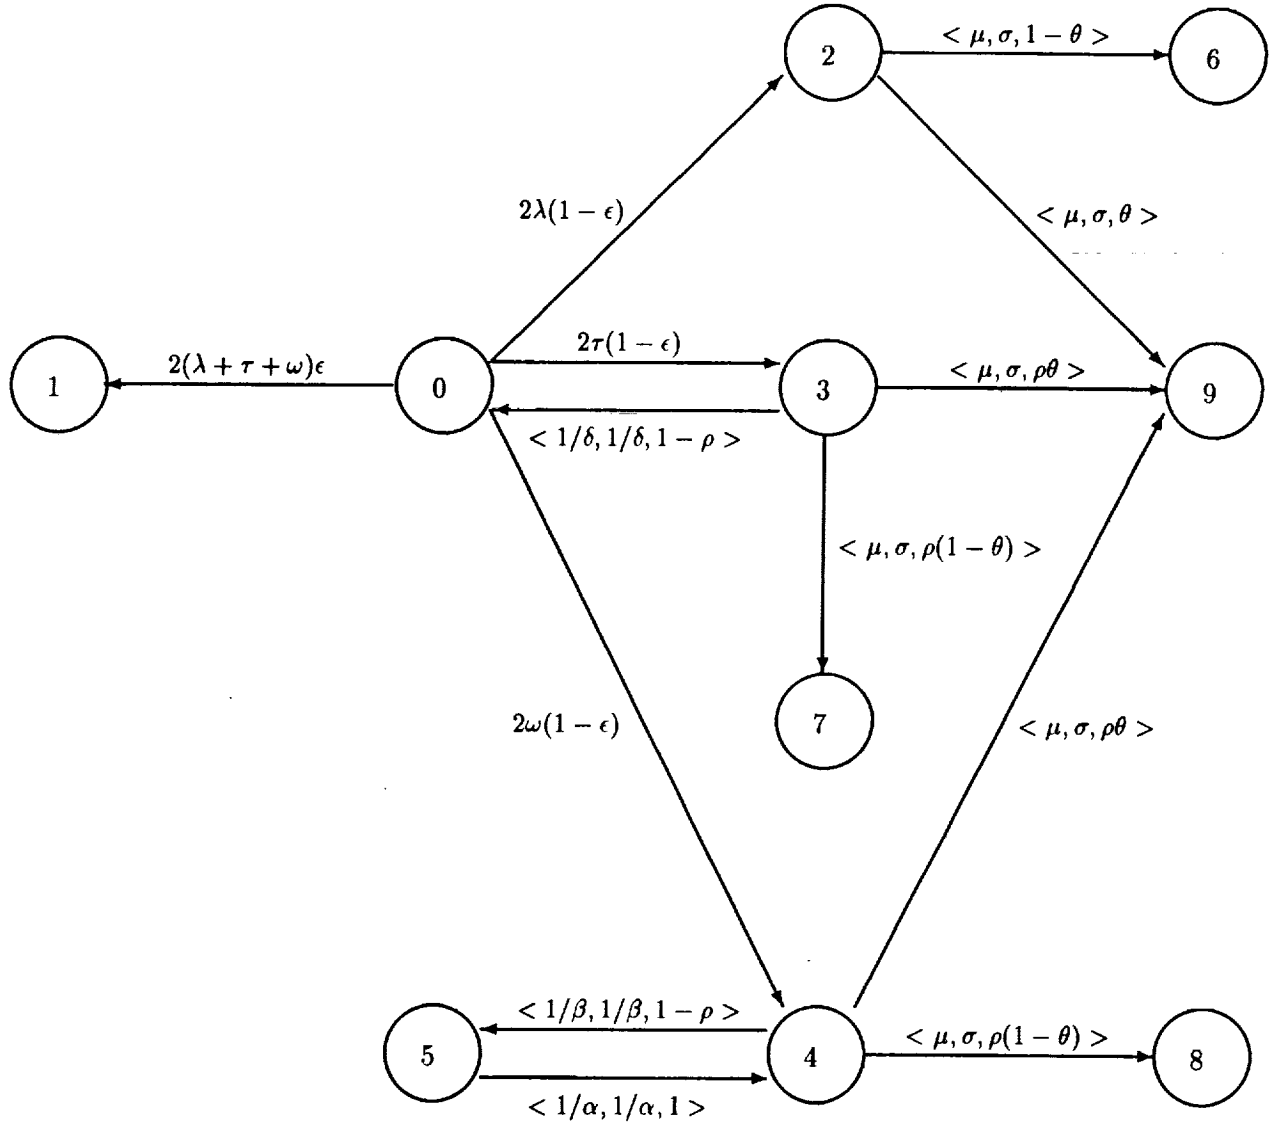 2
< μ, σ, 1 − θ >
6
2λ(1 − ϵ)
< μ, σ, θ >
1
2(λ + τ + ω)ϵ
0
2τ(1 − ϵ)
3
< μ, σ, ρθ >
9
< 1/δ, 1/δ, 1 − ρ >
< μ, σ, ρ(1 − θ) >
7
2ω(1 − ϵ)
< μ, σ, ρθ >
5
< 1/β, 1/β, 1 − ρ >
4
< μ, σ, ρ(1 − θ) >
8
< 1/α, 1/α, 1 >